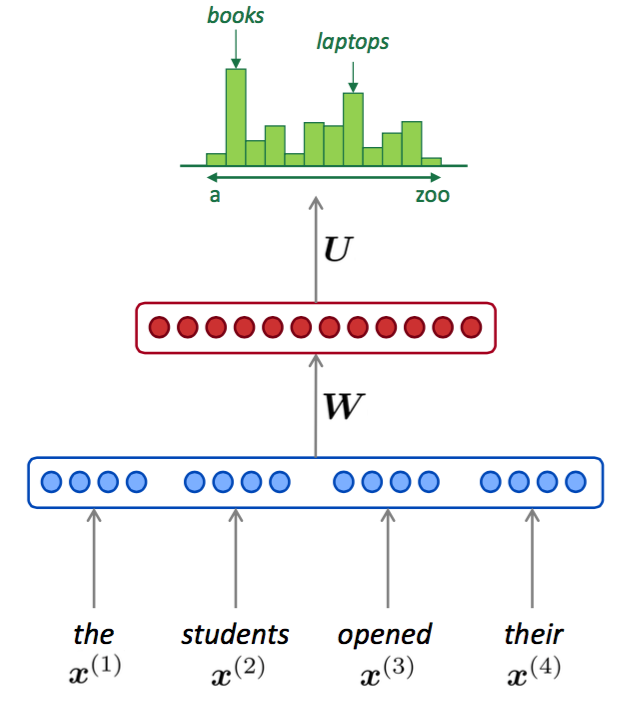 books
laptops
a zoo
U
W
the students opened their
x^(1) x^(2) x^(3) x^(4)